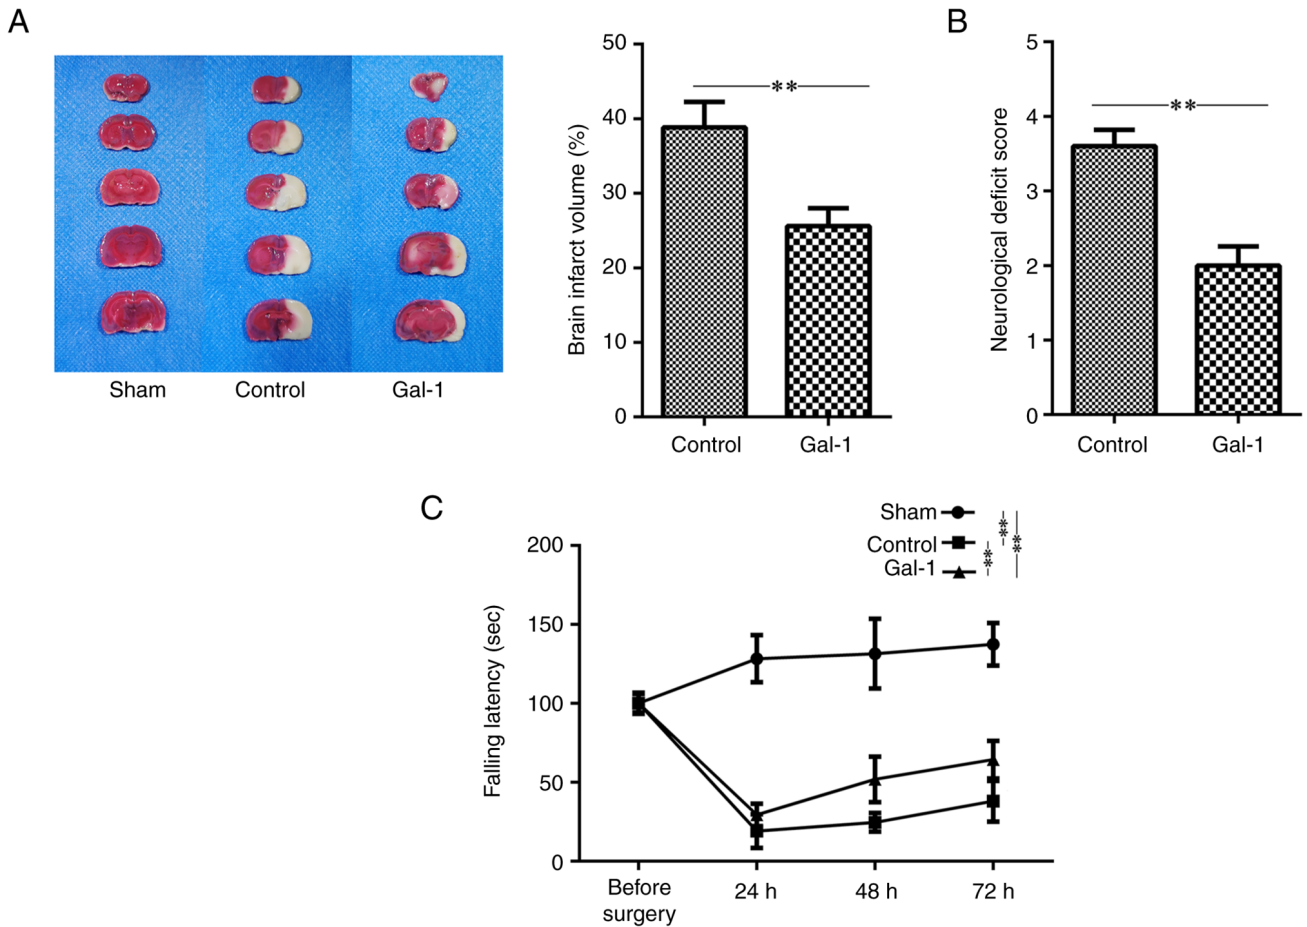 A
Sham
Control
Gal-1
Brain infarct volume (%)
50
40
30
20
10
0
**
Control
Gal-1
B
Neurological deficit score
5
4
3
2
1
0
**
Control
Gal-1
C
Falling latency (sec)
200
150
100
50
0
Sham
Control
Gal-1
**
**
**
Before
surgery
24 h
48 h
72 h